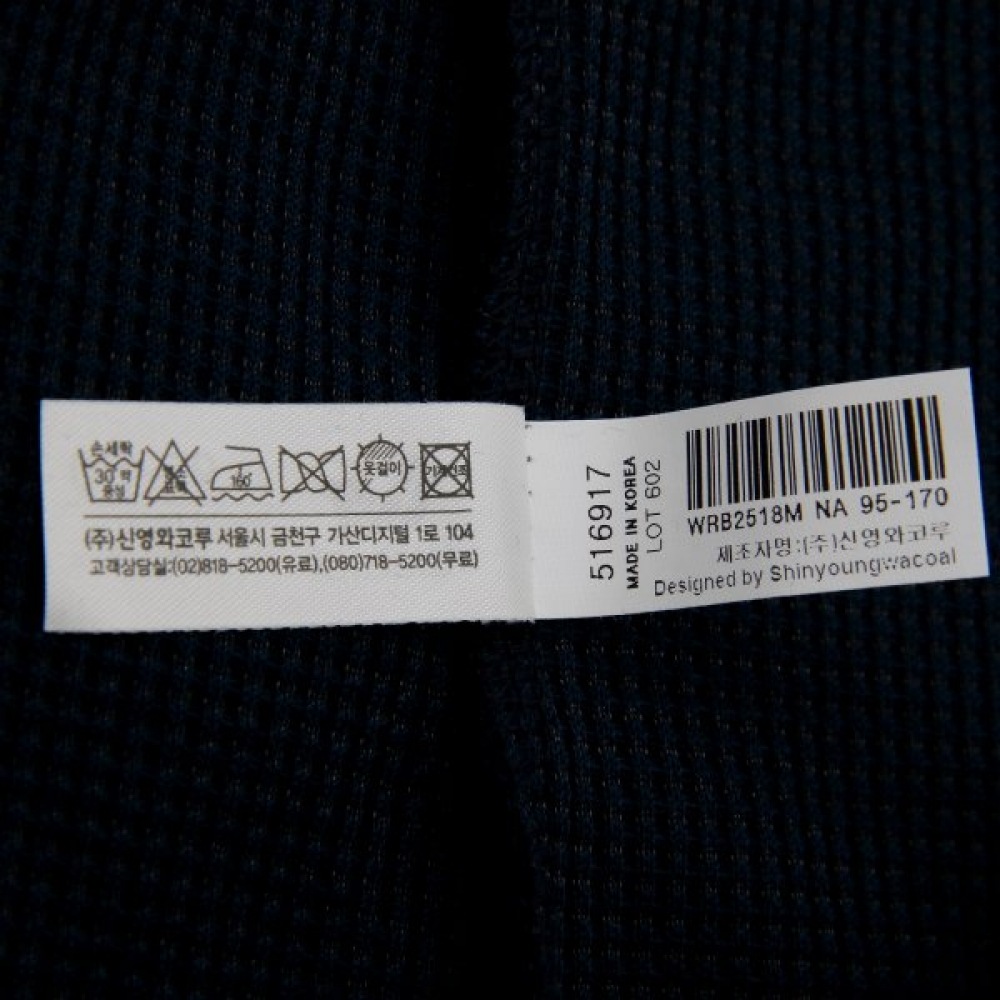 손세탁
30° 약
중성
160°
옷걸이
(주)신영와코루 서울시 금천구 가산디지털 1로 104
고객상담실:(02)818-5200(유료),(080)718-5200(무료)
516917
MADE IN KOREA
LOT 602
WRB2518M NA 95-170
제조자명:(주)신영와코루
Designed by Shinyoungwacoal